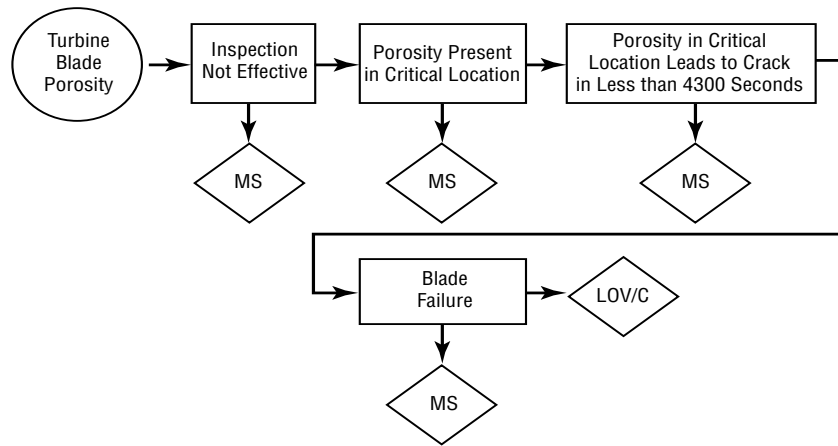 Turbine
Blade
Porosity
Inspection
Not Effective
Porosity Present
in Critical Location
Porosity in Critical
Location Leads to Crack
in Less than 4300 Seconds
MS
MS
MS
Blade
Failure
LOV/C
MS